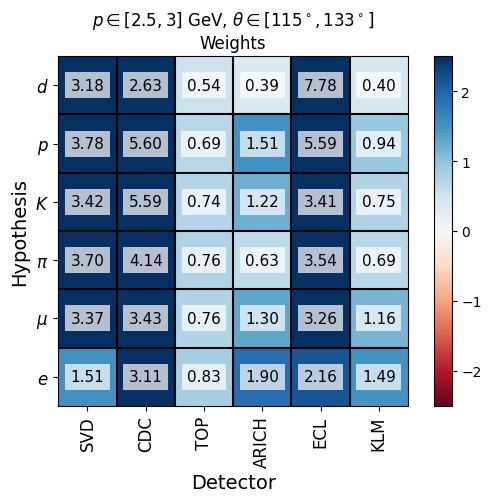 p ∈ [2.5, 3] GeV, θ ∈ [115°, 133°]
Weights
Hypothesis
d 3.18 2.63 0.54 0.39 7.78 0.40
p 3.78 5.60 0.69 1.51 5.59 0.94
K 3.42 5.59 0.74 1.22 3.41 0.75
π 3.70 4.14 0.76 0.63 3.54 0.69
μ 3.37 3.43 0.76 1.30 3.26 1.16
e 1.51 3.11 0.83 1.90 2.16 1.49
SVD CDC TOP ARICH ECL KLM
Detector
2
1
0
−1
−2